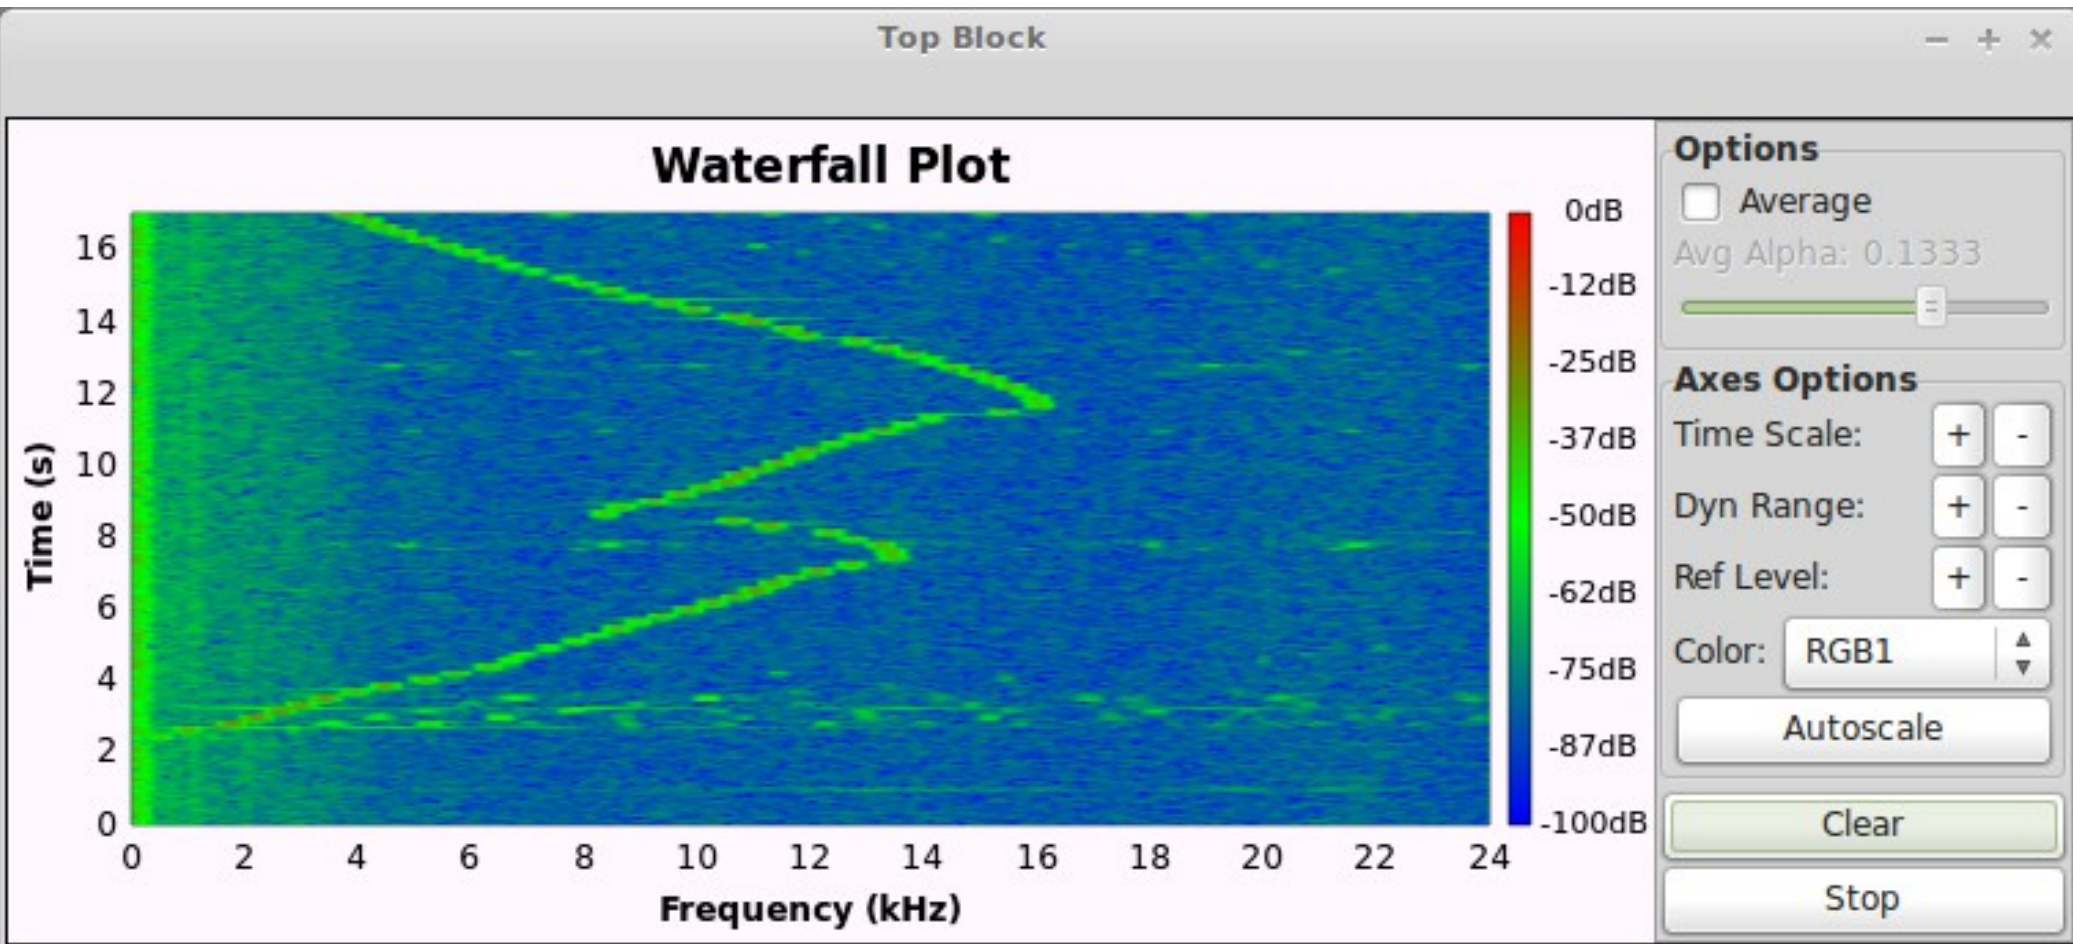 Top Block
Waterfall Plot
16
14
12
10
8
6
4
2
0
Time (s)
0 2 4 6 8 10 12 14 16 18 20 22 24
Frequency (kHz)
0dB
-12dB
-25dB
-37dB
-50dB
-62dB
-75dB
-87dB
-100dB
Options
Average
Avg Alpha: 0.1333
Axes Options
Time Scale: + -
Dyn Range: + -
Ref Level: + -
Color: RGB1
Autoscale
Clear
Stop